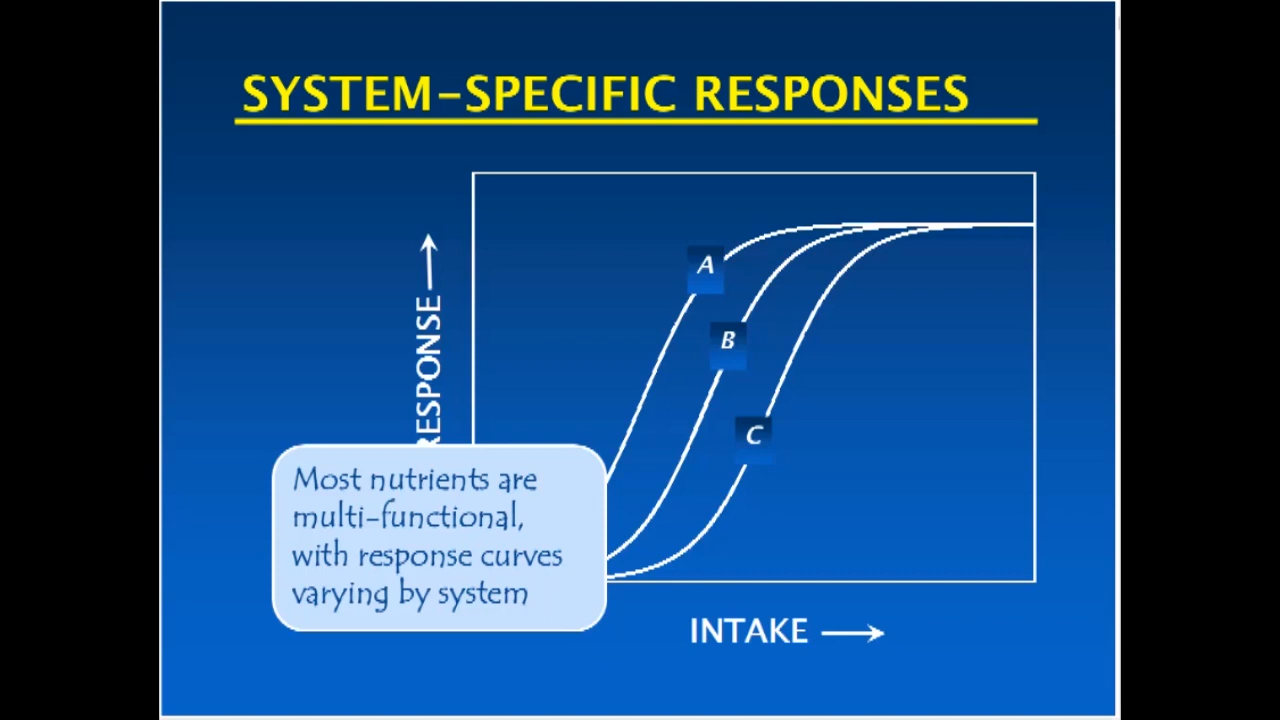 SYSTEM-SPECIFIC RESPONSES
A
B
C
RESPONSE
Most nutrients are
multi-functional,
with response curves
varying by system
INTAKE